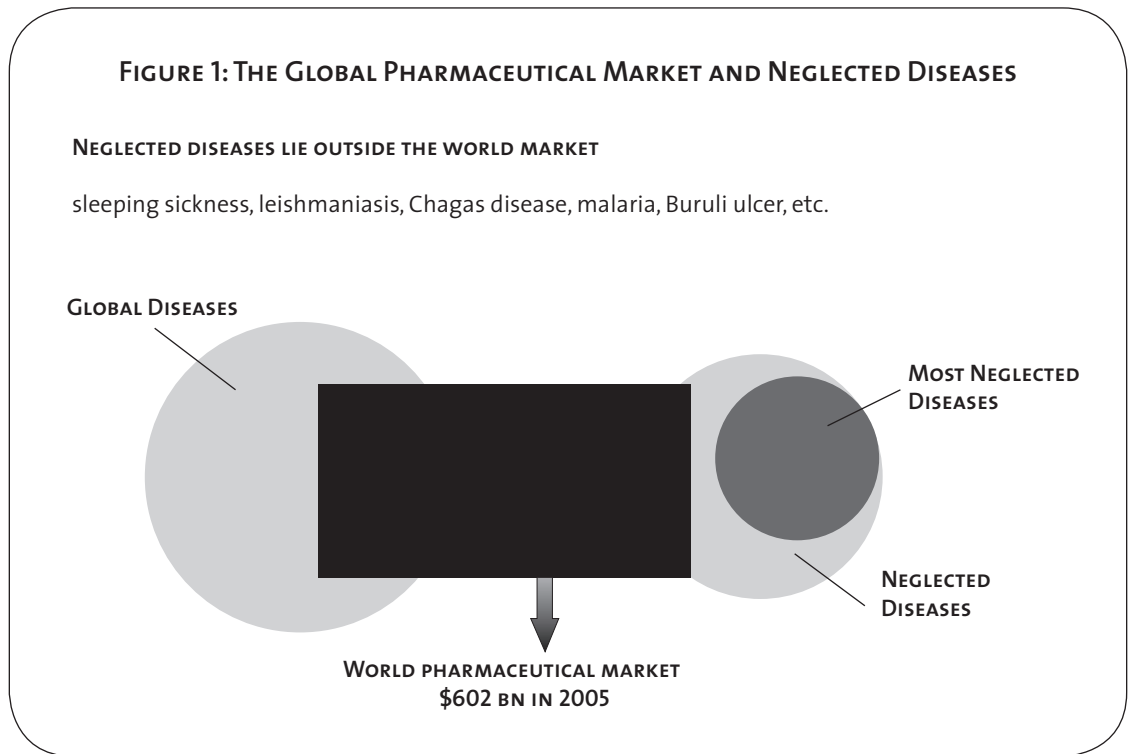 Figure 1: The Global Pharmaceutical Market and Neglected Diseases
Neglected diseases lie outside the world market
sleeping sickness, leishmaniasis, Chagas disease, malaria, Buruli ulcer, etc.
Global Diseases
Most Neglected
Diseases
Neglected
Diseases
World pharmaceutical market
$602 bn in 2005